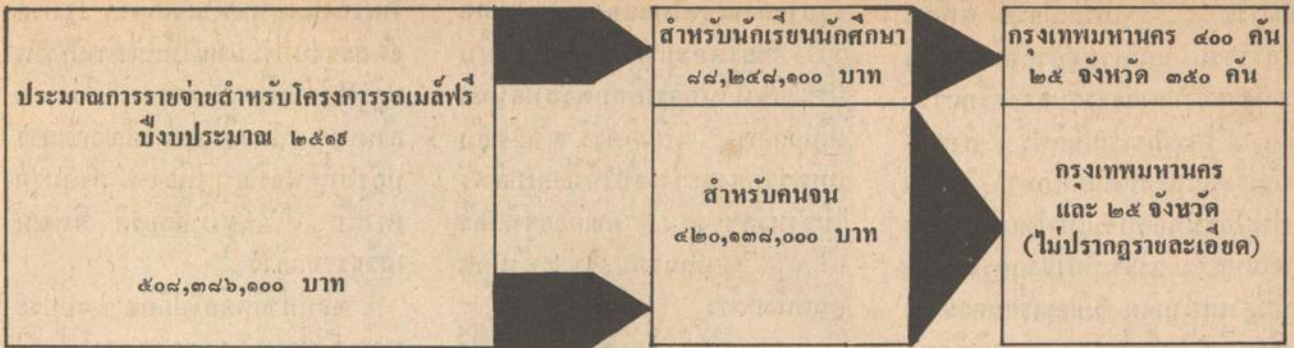 ประมาณการรายจ่ายสำหรับโครงการรถเมล์ฟรี
ปีงบประมาณ ๒๕๑๙
๕๐๘,๓๘๖,๑๐๐ บาท
สำหรับนักเรียนนักศึกษา
๘๘,๒๔๘,๑๐๐ บาท
สำหรับคนจน
๔๒๐,๑๓๘,๐๐๐ บาท
กรุงเทพมหานคร ๔๐๐ คัน
๒๕ จังหวัด ๓๕๐ คัน
กรุงเทพมหานคร
และ ๒๕ จังหวัด
(ไม่ปรากฏรายละเอียด)